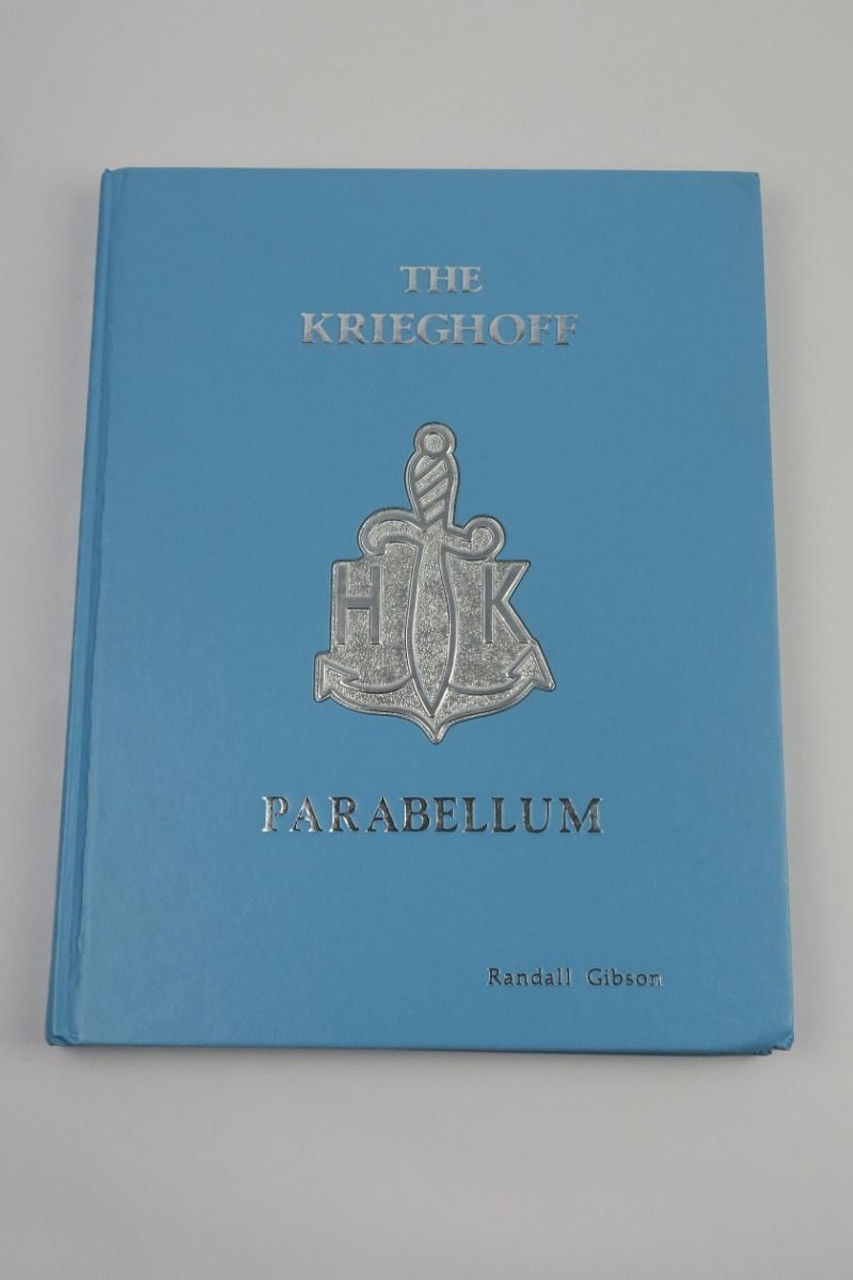 THE
KRIEGHOFF
H K
PARABELLUM
Randall Gibson